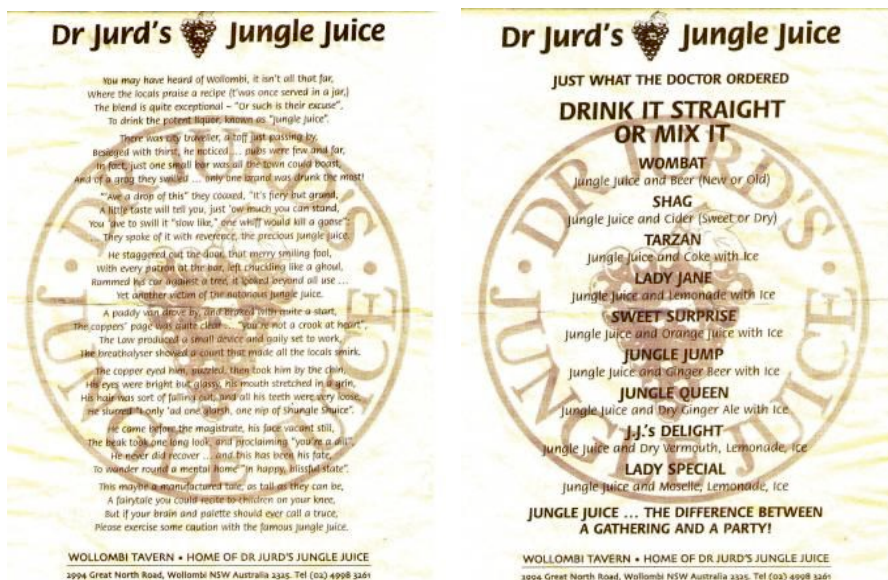 Dr Jurd's Jungle Juice
You may have heard of Wollombi, it isn't all that far,
Where the locals praise a recipe (t'was once served in a jar,)
The blend is quite exceptional – "Or such is their excuse",
To drink the potent liquor, known as "Jungle Juice".
There was city traveller, a toff just passing by,
Besieged with thirst, he noticed ... pubs were few and far,
In fact, just one small bar was all the town could boast,
And of a grog they swilled ... only one brand was drunk the most!
"'Ave a drop of this" they coaxed, "It's fiery but grand,
A little taste will tell you, just 'ow much you can stand,
You 'ave to swill it "slow like," one whiff would kill a goose":
... They spoke of it with reverence, the precious Jungle Juice.
He staggered out the door, that merry smiling fool,
With every patron at the bar, left chuckling like a ghoul,
Rammed his car against a tree, it looked beyond all use ...
Yet another victim of the notorious Jungle Juice.
A paddy van drove by, and braked with quite a start,
The coppers' page was quite clear ... "you're not a crook at heart",
The Law produced a small device and gaily set to work,
The breathalyser showed a count that made all the locals smirk.
The copper eyed him, puzzled, then took him by the chin,
His eyes were bright but glassy, his mouth stretched in a grin,
His hair was sort of falling out, and all his teeth were very loose,
He slurred "I only 'ad one glarsh, one nip of Shungle Shuice".
He came before the magistrate, his face vacant still,
The beak took one long look, and proclaiming "you're a dill",
He never did recover ... and this has been his fate,
To wander round a mental home "in happy, blissful state".
This maybe a manufactured tale, as tall as they can be,
A fairytale you could recite to children on your knee,
But if your brain and palette should ever call a truce,
Please exercise some caution with the famous Jungle Juice.
WOLLOMBI TAVERN • HOME OF DR JURD'S JUNGLE JUICE
2994 Great North Road, Wollombi NSW Australia 2325. Tel (02) 4998 3261
DR JURD'S • JUNGLE JUICE •
Dr Jurd's Jungle Juice
JUST WHAT THE DOCTOR ORDERED
DRINK IT STRAIGHT
OR MIX IT
WOMBAT
Jungle Juice and Beer (New or Old)
SHAG
Jungle Juice and Cider (Sweet or Dry)
TARZAN
Jungle Juice and Coke with Ice
LADY JANE
Jungle Juice and Lemonade with Ice
SWEET SURPRISE
Jungle Juice and Orange Juice with Ice
JUNGLE JUMP
Jungle Juice and Ginger Beer with Ice
JUNGLE QUEEN
Jungle Juice and Dry Ginger Ale with Ice
J.J.'s DELIGHT
Jungle Juice and Dry Vermouth, Lemonade, Ice
LADY SPECIAL
Jungle Juice and Moselle, Lemonade, Ice
JUNGLE JUICE ... THE DIFFERENCE BETWEEN
A GATHERING AND A PARTY!
WOLLOMBI TAVERN • HOME OF DR JURD'S JUNGLE JUICE
2994 Great North Road, Wollombi NSW Australia 2325. Tel (02) 4998 3261
DR JURD'S • JUNGLE JUICE •